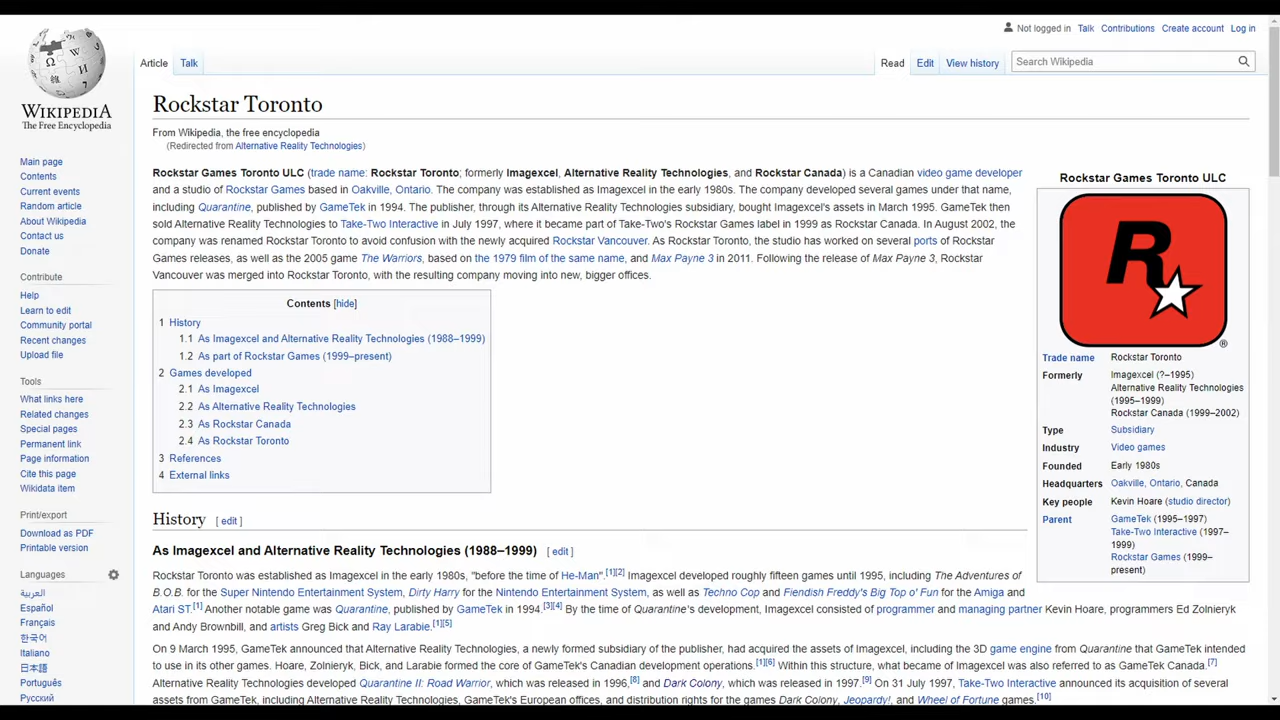 Not logged in Talk Contributions Create account Log in
Article Talk Read Edit View history Search Wikipedia
WIKIPEDIA
The Free Encyclopedia
Main page
Contents
Current events
Random article
About Wikipedia
Contact us
Donate
Contribute
Help
Learn to edit
Community portal
Recent changes
Upload file
Tools
What links here
Related changes
Special pages
Permanent link
Page information
Cite this page
Wikidata item
Print/export
Download as PDF
Printable version
Languages
العربية
Español
Français
한국어
Italiano
日本語
Português
Русский
Rockstar Toronto
From Wikipedia, the free encyclopedia
(Redirected from Alternative Reality Technologies)
Rockstar Games Toronto ULC (trade name: Rockstar Toronto; formerly Imagexcel, Alternative Reality Technologies, and Rockstar Canada) is a Canadian video game developer
and a studio of Rockstar Games based in Oakville, Ontario. The company was established as Imagexcel in the early 1980s. The company developed several games under that name,
including Quarantine, published by GameTek in 1994. The publisher, through its Alternative Reality Technologies subsidiary, bought Imagexcel's assets in March 1995. GameTek then
sold Alternative Reality Technologies to Take-Two Interactive in July 1997, where it became part of Take-Two's Rockstar Games label in 1999 as Rockstar Canada. In August 2002, the
company was renamed Rockstar Toronto to avoid confusion with the newly acquired Rockstar Vancouver. As Rockstar Toronto, the studio has worked on several ports of Rockstar
Games releases, as well as the 2005 game The Warriors, based on the 1979 film of the same name, and Max Payne 3 in 2011. Following the release of Max Payne 3, Rockstar
Vancouver was merged into Rockstar Toronto, with the resulting company moving into new, bigger offices.
Contents [hide]
1 History
1.1 As Imagexcel and Alternative Reality Technologies (1988–1999)
1.2 As part of Rockstar Games (1999–present)
2 Games developed
2.1 As Imagexcel
2.2 As Alternative Reality Technologies
2.3 As Rockstar Canada
2.4 As Rockstar Toronto
3 References
4 External links
Rockstar Games Toronto ULC
R
®
Trade name Rockstar Toronto
Formerly Imagexcel (?–1995)
Alternative Reality Technologies
(1995–1999)
Rockstar Canada (1999–2002)
Type Subsidiary
Industry Video games
Founded Early 1980s
Headquarters Oakville, Ontario, Canada
Key people Kevin Hoare (studio director)
Parent GameTek (1995–1997)
Take-Two Interactive (1997–
1999)
Rockstar Games (1999–
present)
History [ edit ]
As Imagexcel and Alternative Reality Technologies (1988–1999) [ edit ]
Rockstar Toronto was established as Imagexcel in the early 1980s, "before the time of He-Man".[1][2] Imagexcel developed roughly fifteen games until 1995, including The Adventures of
B.O.B. for the Super Nintendo Entertainment System, Dirty Harry for the Nintendo Entertainment System, as well as Techno Cop and Fiendish Freddy's Big Top o' Fun for the Amiga and
Atari ST.[1] Another notable game was Quarantine, published by GameTek in 1994.[3][4] By the time of Quarantine's development, Imagexcel consisted of programmer and managing partner Kevin Hoare, programmers Ed Zolnieryk
and Andy Brownbill, and artists Greg Bick and Ray Larabie.[1][5]
On 9 March 1995, GameTek announced that Alternative Reality Technologies, a newly formed subsidiary of the publisher, had acquired the assets of Imagexcel, including the 3D game engine from Quarantine that GameTek intended
to use in its other games. Hoare, Zolnieryk, Bick, and Larabie formed the core of GameTek's Canadian development operations.[1][6] Within this structure, what became of Imagexcel was also referred to as GameTek Canada.[7]
Alternative Reality Technologies developed Quarantine II: Road Warrior, which was released in 1996,[8] and Dark Colony, which was released in 1997.[9] On 31 July 1997, Take-Two Interactive announced its acquisition of several
assets from GameTek, including Alternative Reality Technologies, GameTek's European offices, and distribution rights for the games Dark Colony, Jeopardy!, and Wheel of Fortune games.[10]